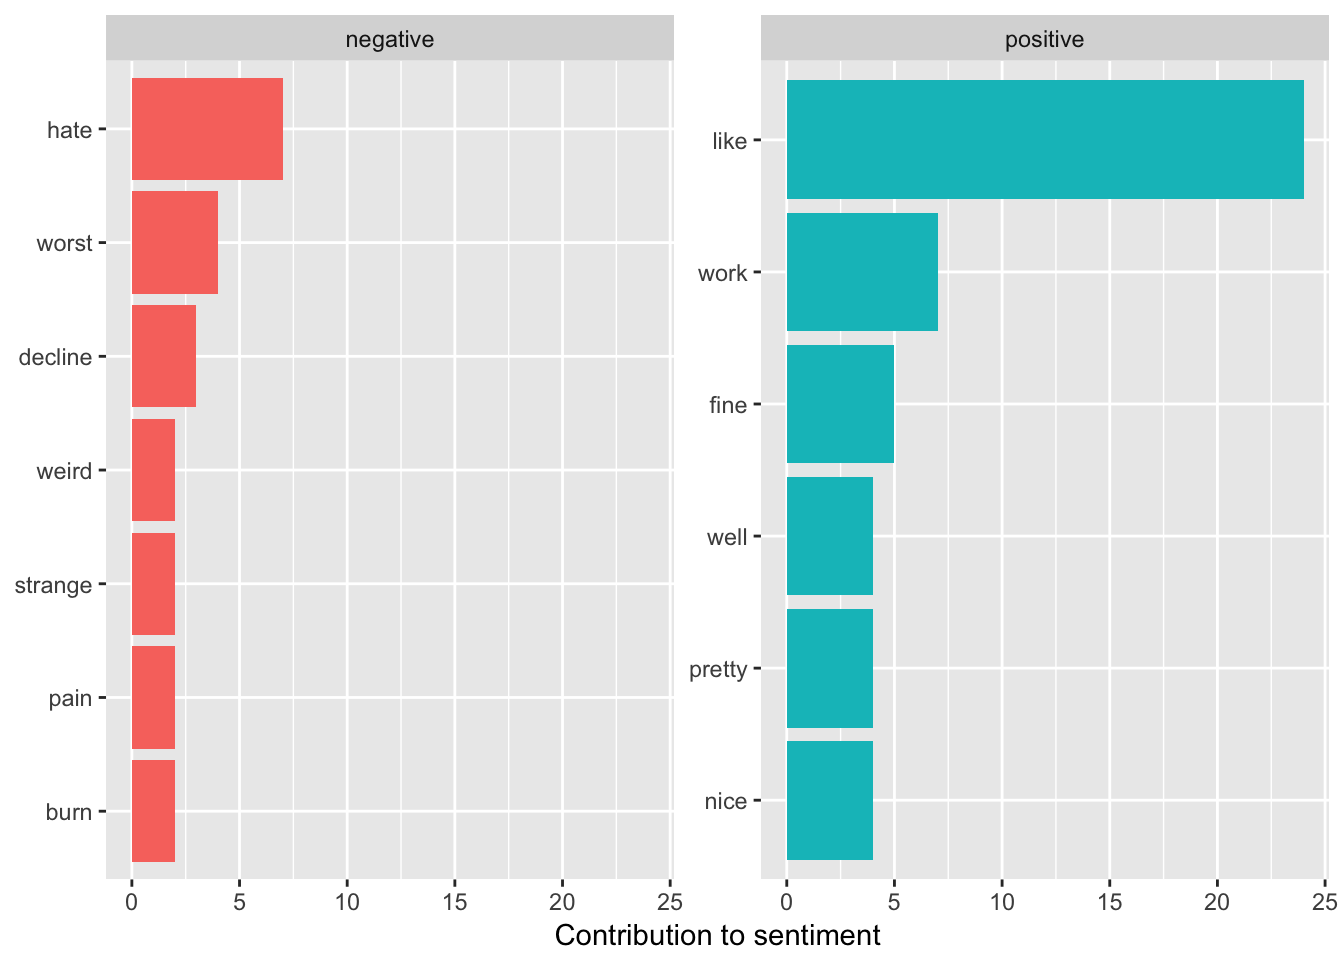 negative
hate
worst
decline
weird
strange
pain
burn
0 5 10 15 20 25
positive
like
work
fine
well
pretty
nice
0 5 10 15 20 25
Contribution to sentiment